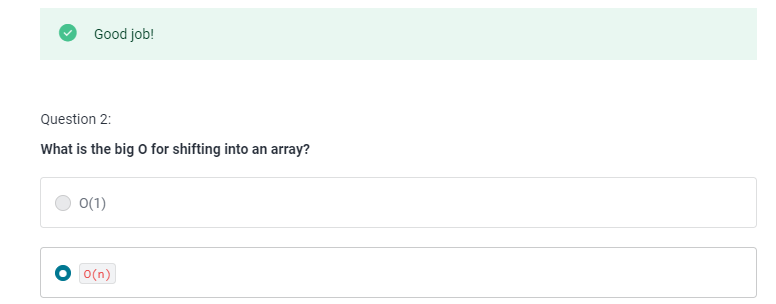 Good job!
Question 2:
What is the big O for shifting into an array?
O(1)
O(n)